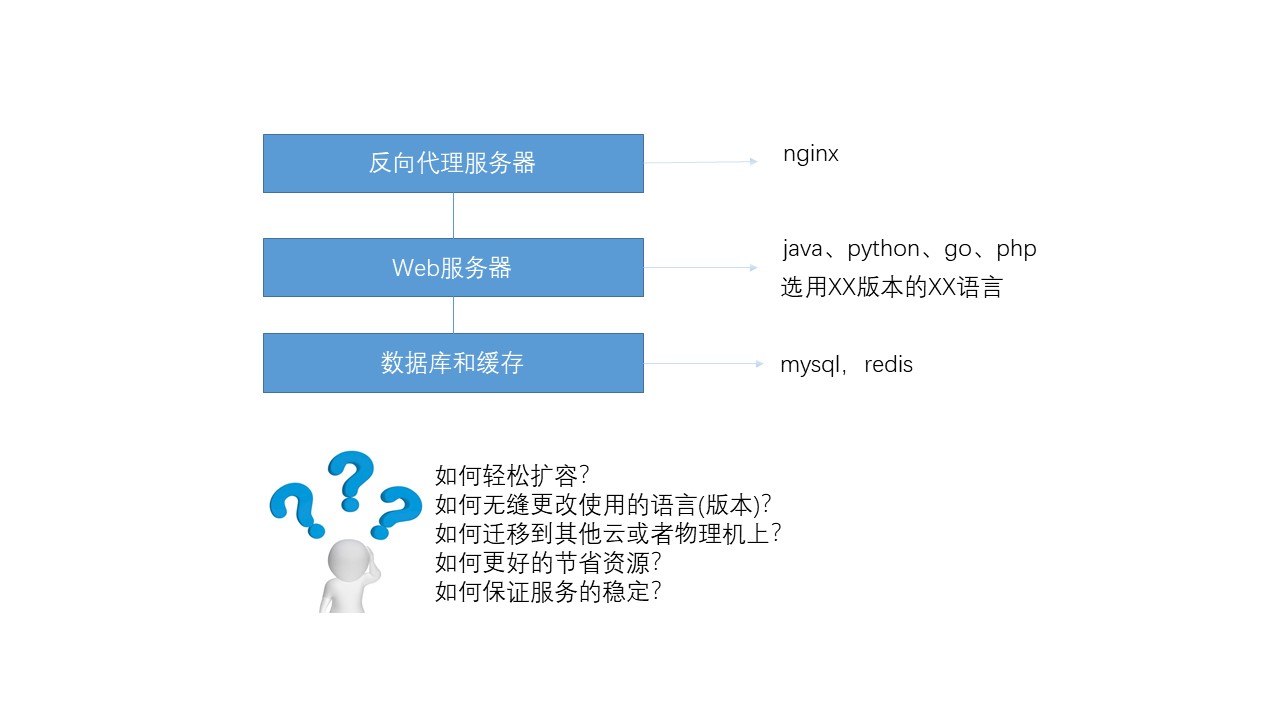 反向代理服务器
nginx
Web服务器
java、python、go、php
选用XX版本的XX语言
数据库和缓存
mysql，redis
如何轻松扩容？
如何无缝更改使用的语言(版本)？
如何迁移到其他云或者物理机上？
如何更好的节省资源？
如何保证服务的稳定？